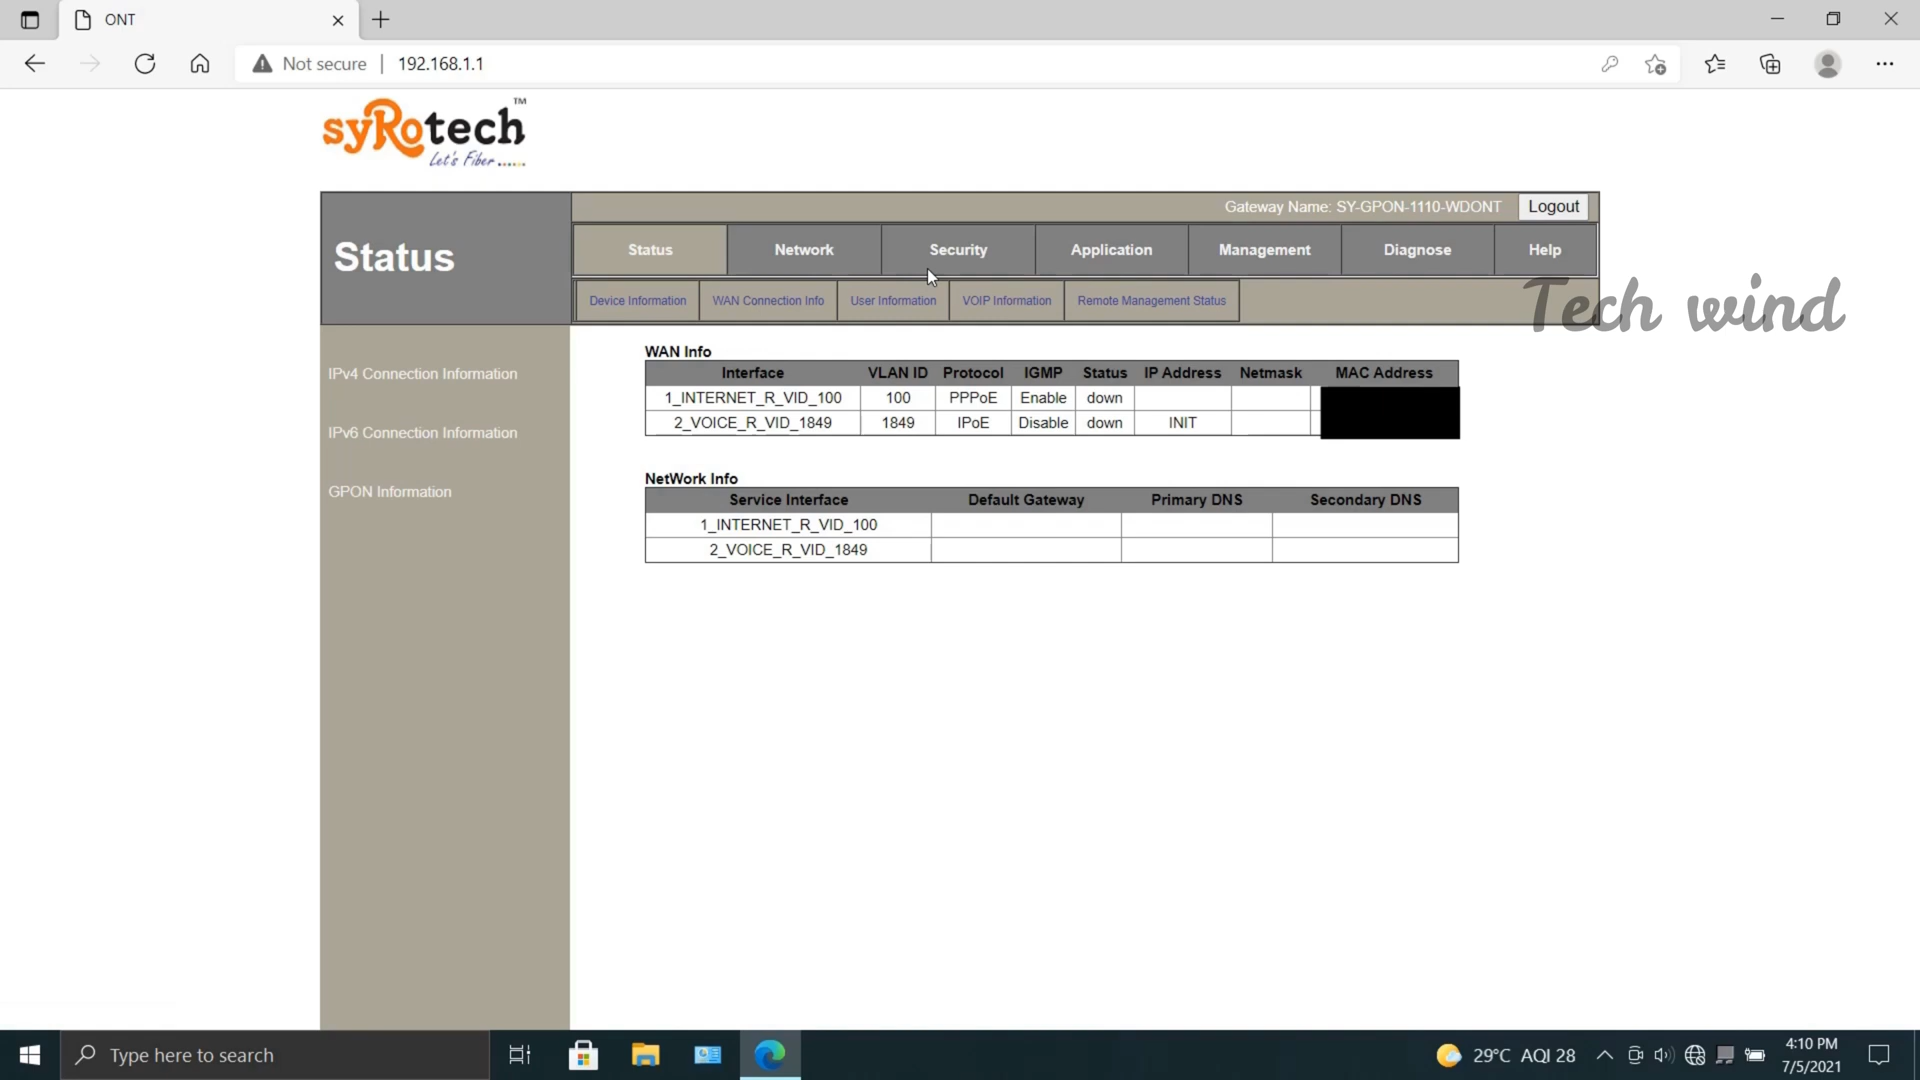 ONT
Not secure | 192.168.1.1
syRotech™
Let's Fiber .....
Gateway Name: SY-GPON-1110-WDONT Logout
Status
Status Network Security Application Management Diagnose Help
Device Information WAN Connection Info User Information VOIP Information Remote Management Status
Tech wind
IPv4 Connection Information
IPv6 Connection Information
GPON Information
WAN Info
Interface VLAN ID Protocol IGMP Status IP Address Netmask MAC Address
1_INTERNET_R_VID_100 100 PPPoE Enable down
2_VOICE_R_VID_1849 1849 IPoE Disable down INIT
NetWork Info
Service Interface Default Gateway Primary DNS Secondary DNS
1_INTERNET_R_VID_100
2_VOICE_R_VID_1849
Type here to search
29°C AQI 28
4:10 PM
7/5/2021